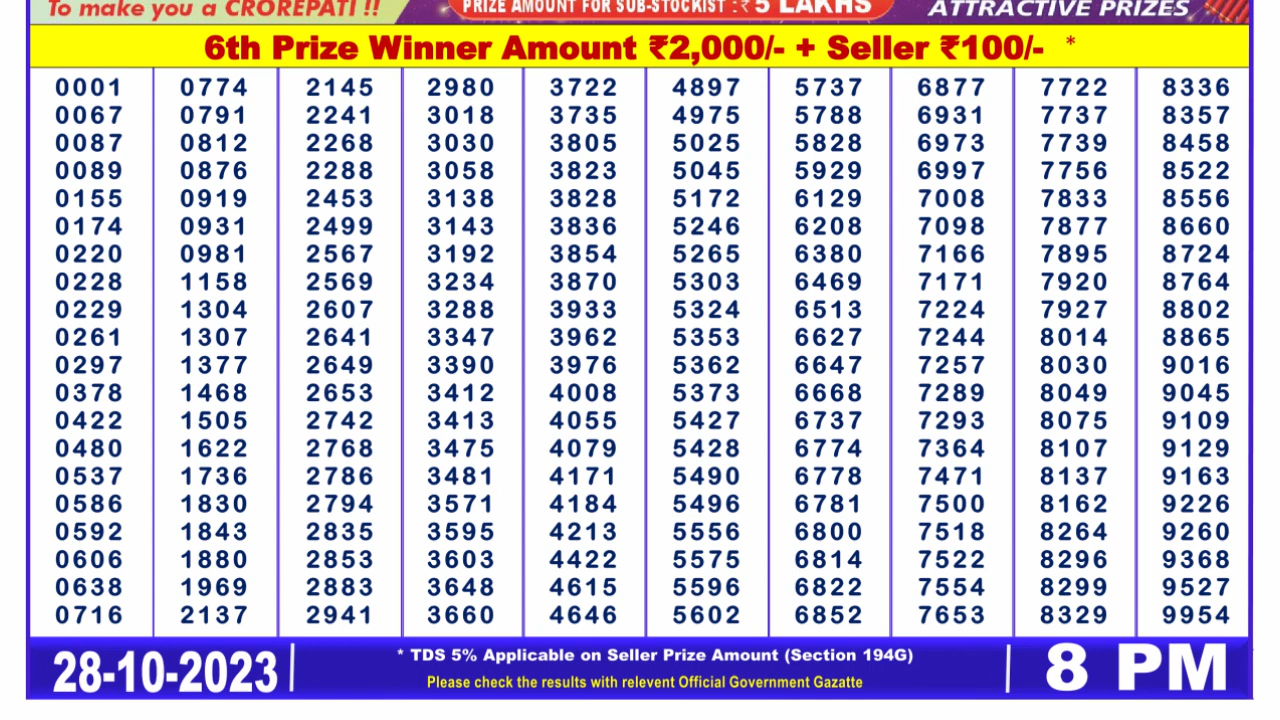 To make you a CROREPATI !!
PRIZE AMOUNT FOR SUB-STOCKIST : ₹ 5 LAKHS
ATTRACTIVE PRIZES
6th Prize Winner Amount ₹2,000/- + Seller ₹100/- *
0001 0774 2145 2980 3722 4897 5737 6877 7722 8336
0067 0791 2241 3018 3735 4975 5788 6931 7737 8357
0087 0812 2268 3030 3805 5025 5828 6973 7739 8458
0089 0876 2288 3058 3823 5045 5929 6997 7756 8522
0155 0919 2453 3138 3828 5172 6129 7008 7833 8556
0174 0931 2499 3143 3836 5246 6208 7098 7877 8660
0220 0981 2567 3192 3854 5265 6380 7166 7895 8724
0228 1158 2569 3234 3870 5303 6469 7171 7920 8764
0229 1304 2607 3288 3933 5324 6513 7224 7927 8802
0261 1307 2641 3347 3962 5353 6627 7244 8014 8865
0297 1377 2649 3390 3976 5362 6647 7257 8030 9016
0378 1468 2653 3412 4008 5373 6668 7289 8049 9045
0422 1505 2742 3413 4055 5427 6737 7293 8075 9109
0480 1622 2768 3475 4079 5428 6774 7364 8107 9129
0537 1736 2786 3481 4171 5490 6778 7471 8137 9163
0586 1830 2794 3571 4184 5496 6781 7500 8162 9226
0592 1843 2835 3595 4213 5556 6800 7518 8264 9260
0606 1880 2853 3603 4422 5575 6814 7522 8296 9368
0638 1969 2883 3648 4615 5596 6822 7554 8299 9527
0716 2137 2941 3660 4646 5602 6852 7653 8329 9954
28-10-2023
* TDS 5% Applicable on Seller Prize Amount (Section 194G)
Please check the results with relevent Official Government Gazatte
8 PM